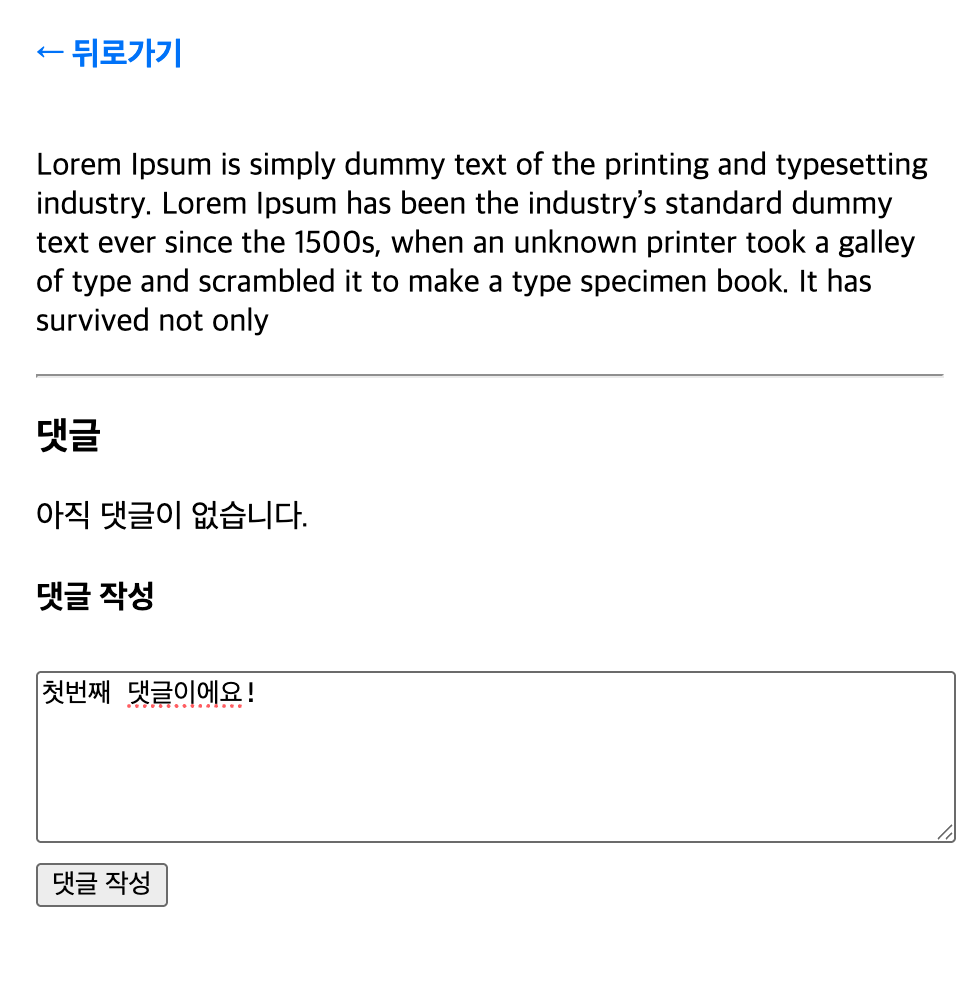 ← 뒤로가기
Lorem Ipsum is simply dummy text of the printing and typesetting
industry. Lorem Ipsum has been the industry’s standard dummy
text ever since the 1500s, when an unknown printer took a galley
of type and scrambled it to make a type specimen book. It has
survived not only
댓글
아직 댓글이 없습니다.
댓글 작성
첫번째 댓글이에요!
댓글 작성